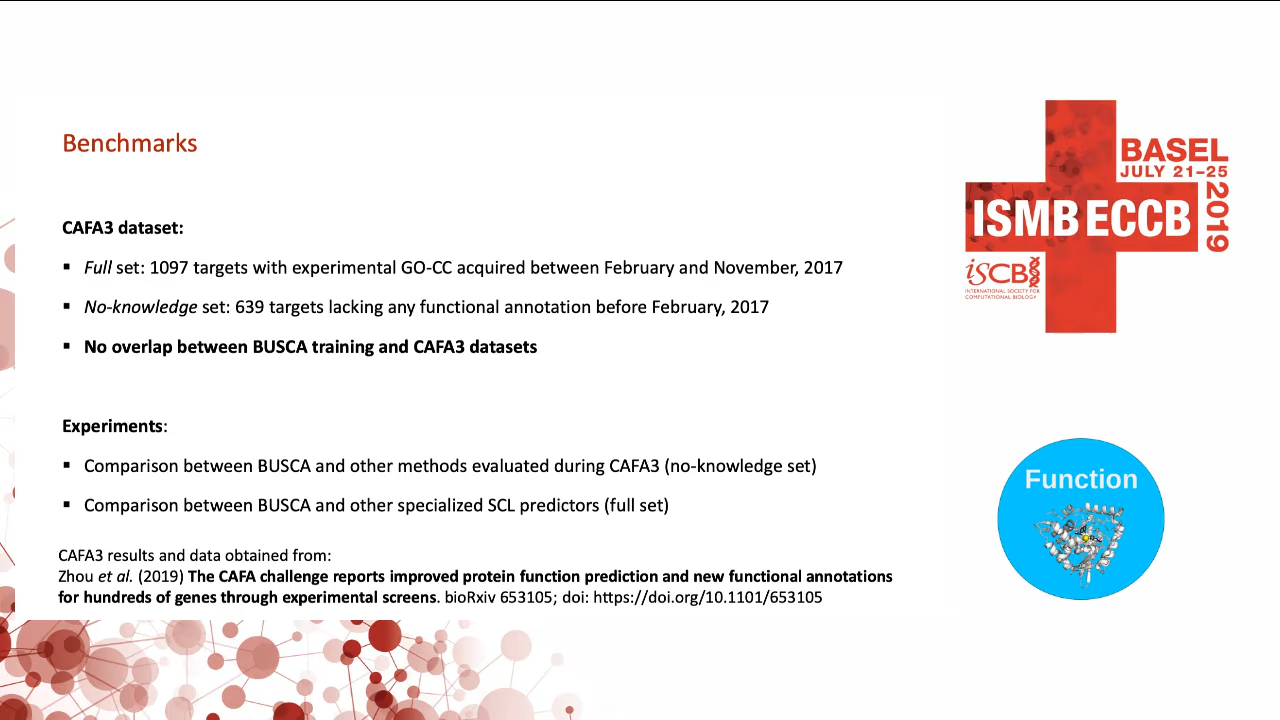 Benchmarks
CAFA3 dataset:
▪ Full set: 1097 targets with experimental GO-CC acquired between February and November, 2017
▪ No-knowledge set: 639 targets lacking any functional annotation before February, 2017
▪ No overlap between BUSCA training and CAFA3 datasets
Experiments:
▪ Comparison between BUSCA and other methods evaluated during CAFA3 (no-knowledge set)
▪ Comparison between BUSCA and other specialized SCL predictors (full set)
CAFA3 results and data obtained from:
Zhou et al. (2019) The CAFA challenge reports improved protein function prediction and new functional annotations
for hundreds of genes through experimental screens. bioRxiv 653105; doi: https://doi.org/10.1101/653105
BASEL
JULY 21-25
2019
ISMB ECCB
iSCB
INTERNATIONAL SOCIETY FOR
COMPUTATIONAL BIOLOGY
Function